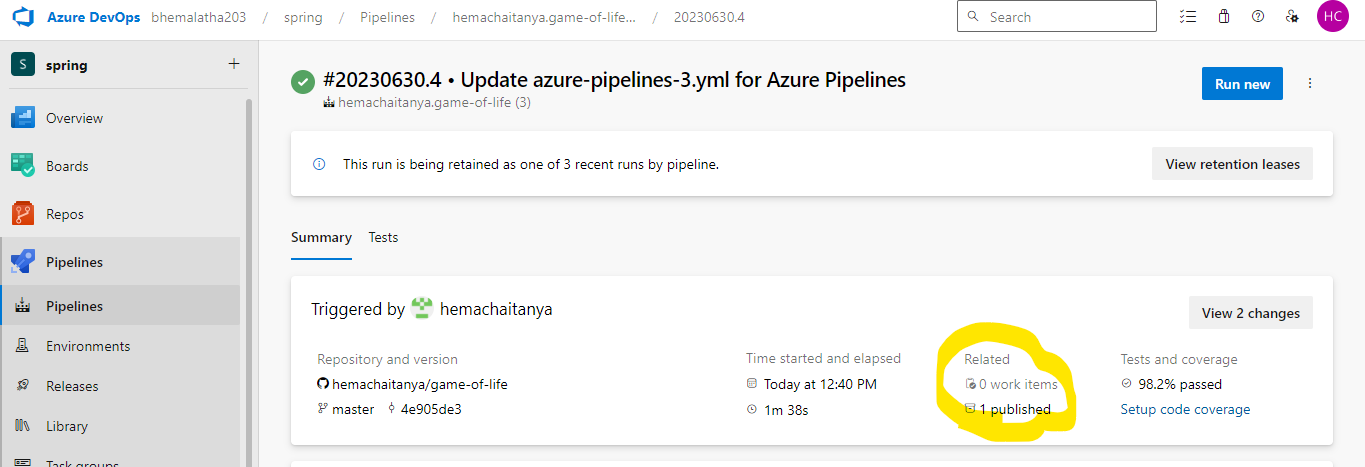 Azure DevOps bhemalatha203 / spring / Pipelines / hemachaitanya.game-of-life... / 20230630.4
Search
HC
S spring +
Overview
Boards
Repos
Pipelines
Pipelines
Environments
Releases
Library
Task groups
#20230630.4 • Update azure-pipelines-3.yml for Azure Pipelines
hemachaitanya.game-of-life (3)
Run new
This run is being retained as one of 3 recent runs by pipeline.
View retention leases
Summary Tests
Triggered by hemachaitanya
View 2 changes
Repository and version
hemachaitanya/game-of-life
master 4e905de3
Time started and elapsed
Today at 12:40 PM
1m 38s
Related
0 work items
1 published
Tests and coverage
98.2% passed
Setup code coverage